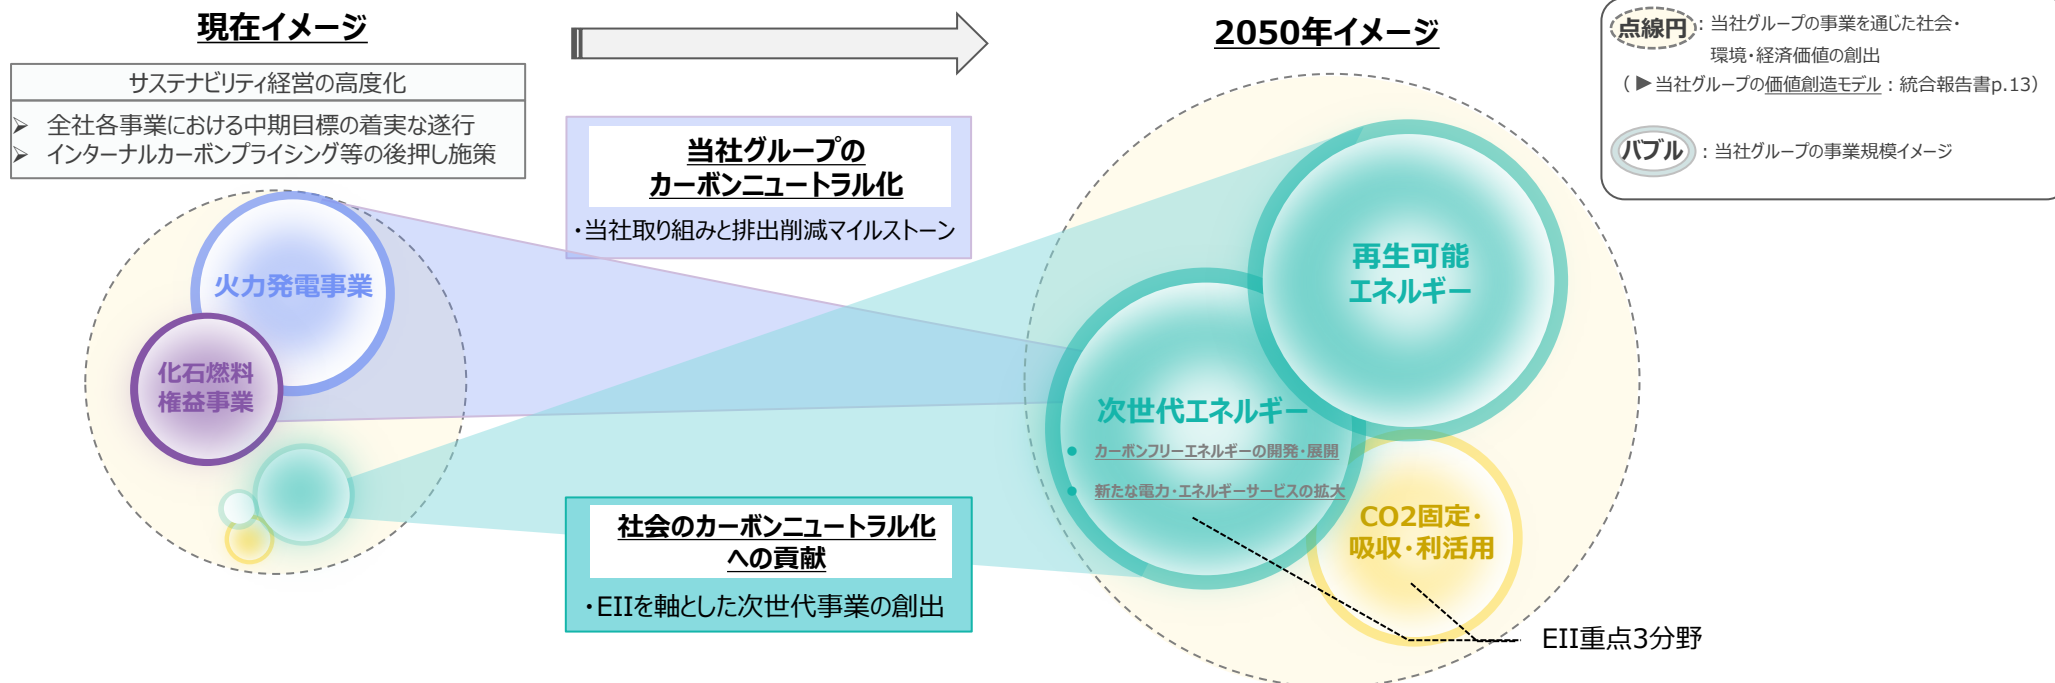 現在イメージ
サステナビリティ経営の高度化
➢ 全社各事業における中期目標の着実な遂行
➢ インターナルカーボンプライシング等の後押し施策
火力発電事業
化石燃料
権益事業
当社グループの
カーボンニュートラル化
・当社取り組みと排出削減マイルストーン
社会のカーボンニュートラル化
への貢献
・EIIを軸とした次世代事業の創出
2050年イメージ
再生可能
エネルギー
次世代エネルギー
● カーボンフリーエネルギーの開発・展開
● 新たな電力・エネルギーサービスの拡大
CO2固定・
吸収・利活用
EII重点3分野
点線円：当社グループの事業を通じた社会・
環境・経済価値の創出
（▶当社グループの価値創造モデル：統合報告書p.13）
バブル：当社グループの事業規模イメージ